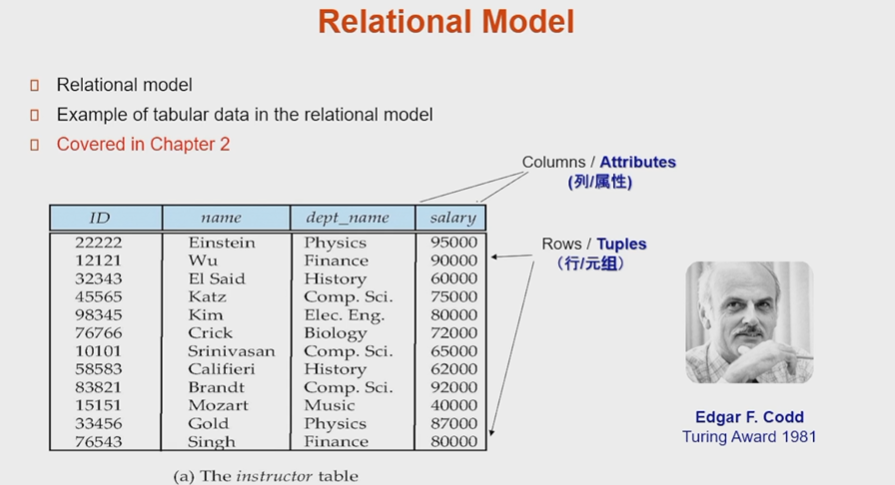 Relational Model
Relational model
Example of tabular data in the relational model
Covered in Chapter 2
Columns / Attributes
(列/属性)
ID name dept_name salary
22222 Einstein Physics 95000
12121 Wu Finance 90000
32343 El Said History 60000
45565 Katz Comp. Sci. 75000
98345 Kim Elec. Eng. 80000
76766 Crick Biology 72000
10101 Srinivasan Comp. Sci. 65000
58583 Califieri History 62000
83821 Brandt Comp. Sci. 92000
15151 Mozart Music 40000
33456 Gold Physics 87000
76543 Singh Finance 80000
(a) The instructor table
Rows / Tuples
（行/元组）
Edgar F. Codd
Turing Award 1981